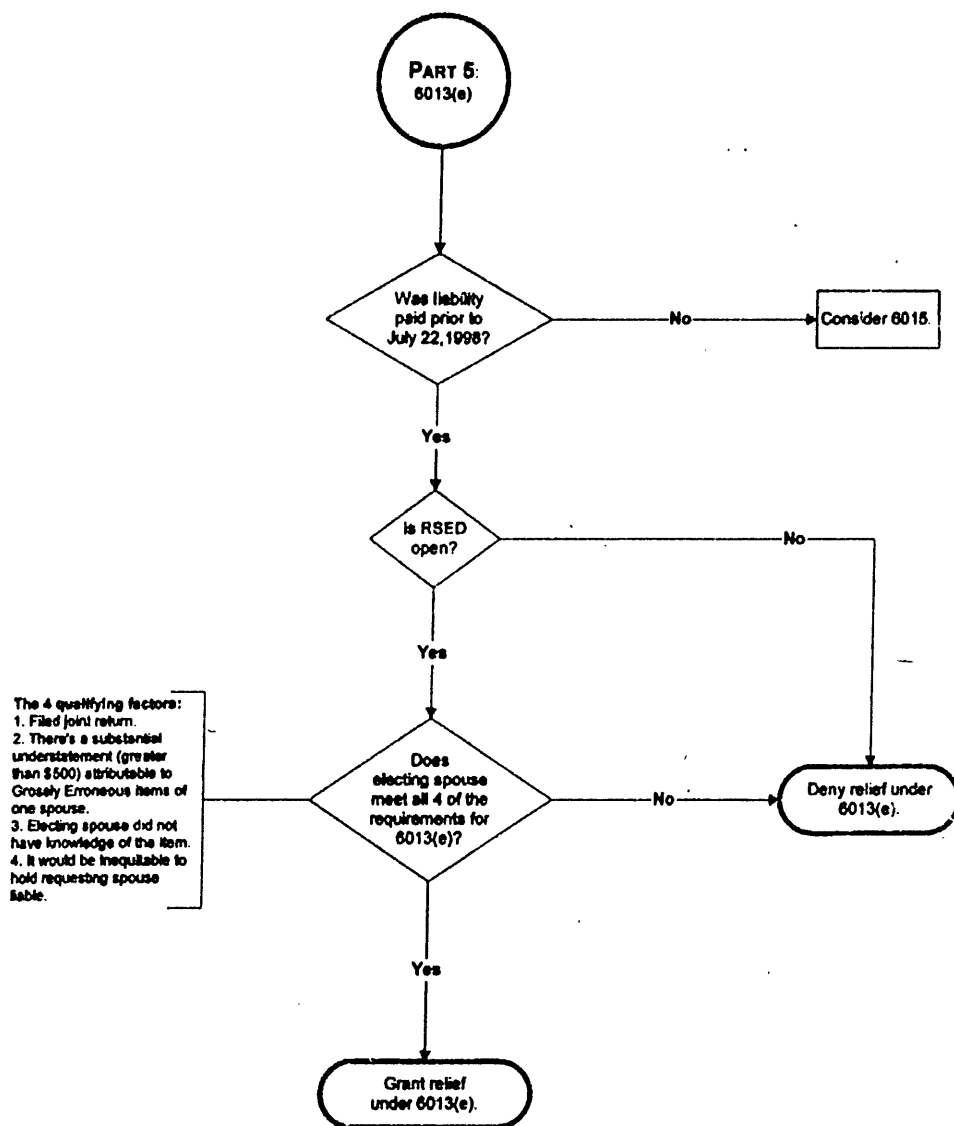 PART 5:
6013(e)
Was liability
paid prior to
July 22, 1998?
No
Consider 6015.
Yes
Is RSED
open?
No
Yes
The 4 qualifying factors:
1. Filed joint return.
2. There's a substantial
understatement (greater
than $500) attributable to
Grossly Erroneous items of
one spouse.
3. Electing spouse did not
have knowledge of the item.
4. It would be inequitable to
hold requesting spouse
liable.
Does
electing spouse
meet all 4 of the
requirements for
6013(e)?
No
Deny relief under
6013(e).
Yes
Grant relief
under 6013(e).